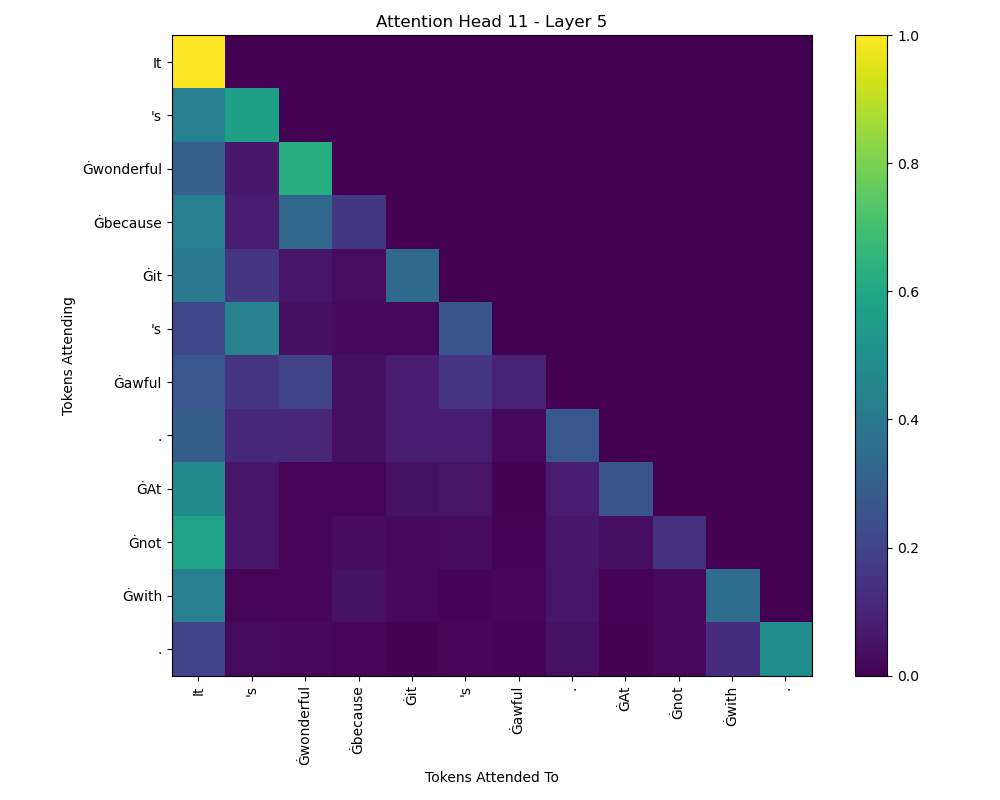 Attention Head 11 - Layer 5
It
's
Ġwonderful
Ġbecause
Ġit
's
Ġawful
.
ĠAt
Ġnot
Ġwith
.
Tokens Attending
It
's
Ġwonderful
Ġbecause
Ġit
's
Ġawful
.
ĠAt
Ġnot
Ġwith
.
Tokens Attended To
1.0
0.8
0.6
0.4
0.2
0.0